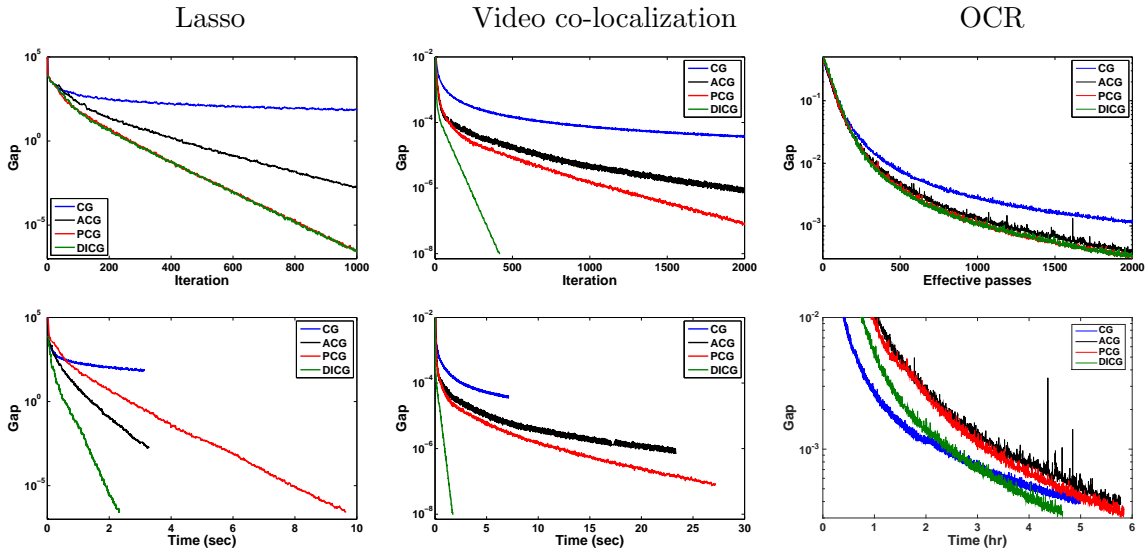 Lasso
Video co-localization
OCR
10^5
10^0
10^-5
Gap
CG
ACG
PCG
DICG
0 200 400 600 800 1000
Iteration
10^-2
10^-4
10^-6
10^-8
Gap
CG
ACG
PCG
DICG
0 500 1000 1500 2000
Iteration
10^-1
10^-2
10^-3
Gap
CG
ACG
PCG
DICG
0 500 1000 1500 2000
Effective passes
10^5
10^0
10^-5
Gap
CG
ACG
PCG
DICG
0 2 4 6 8 10
Time (sec)
10^-2
10^-4
10^-6
10^-8
Gap
CG
ACG
PCG
DICG
0 5 10 15 20 25 30
Time (sec)
10^-2
10^-3
Gap
CG
ACG
PCG
DICG
0 1 2 3 4 5 6
Time (hr)